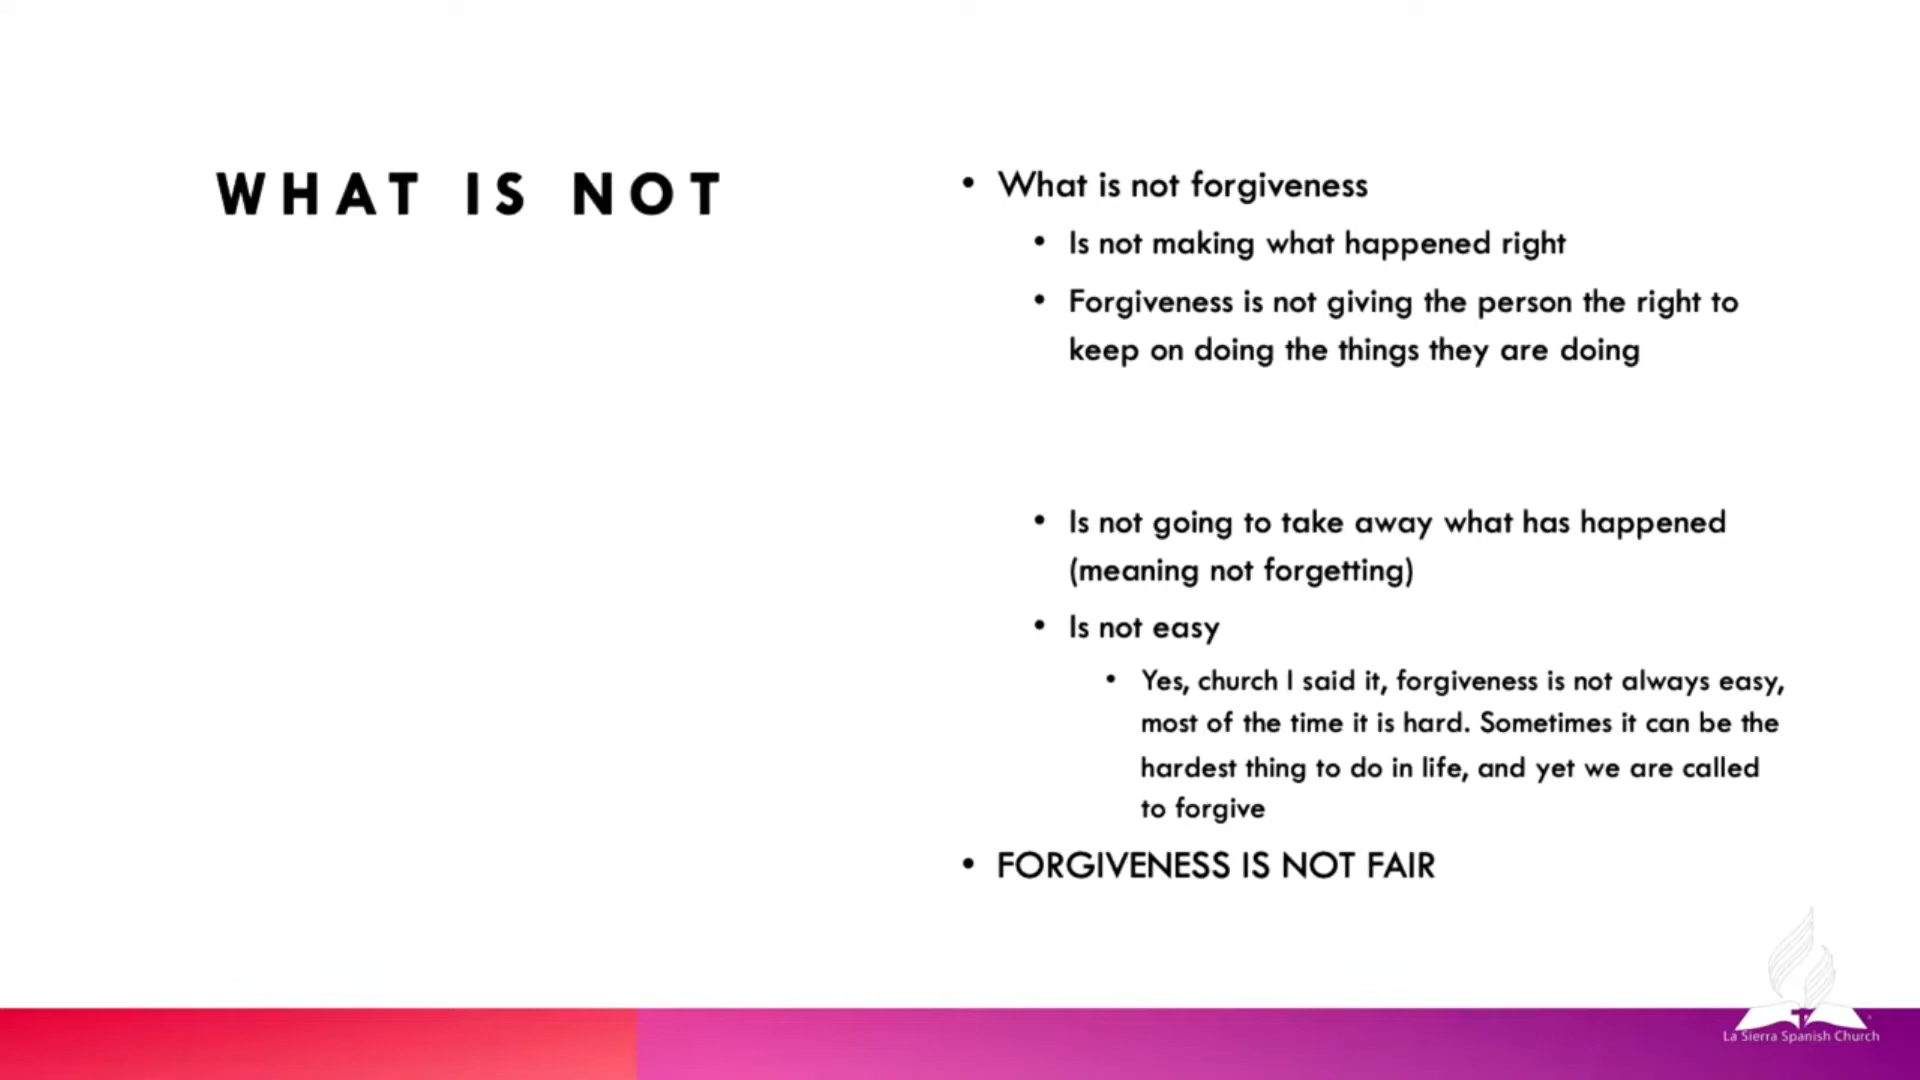 WHAT IS NOT
• What is not forgiveness
• Is not making what happened right
• Forgiveness is not giving the person the right to
keep on doing the things they are doing
• Is not going to take away what has happened
(meaning not forgetting)
• Is not easy
• Yes, church I said it, forgiveness is not always easy,
most of the time it is hard. Sometimes it can be the
hardest thing to do in life, and yet we are called
to forgive
• FORGIVENESS IS NOT FAIR
La Sierra Spanish Church